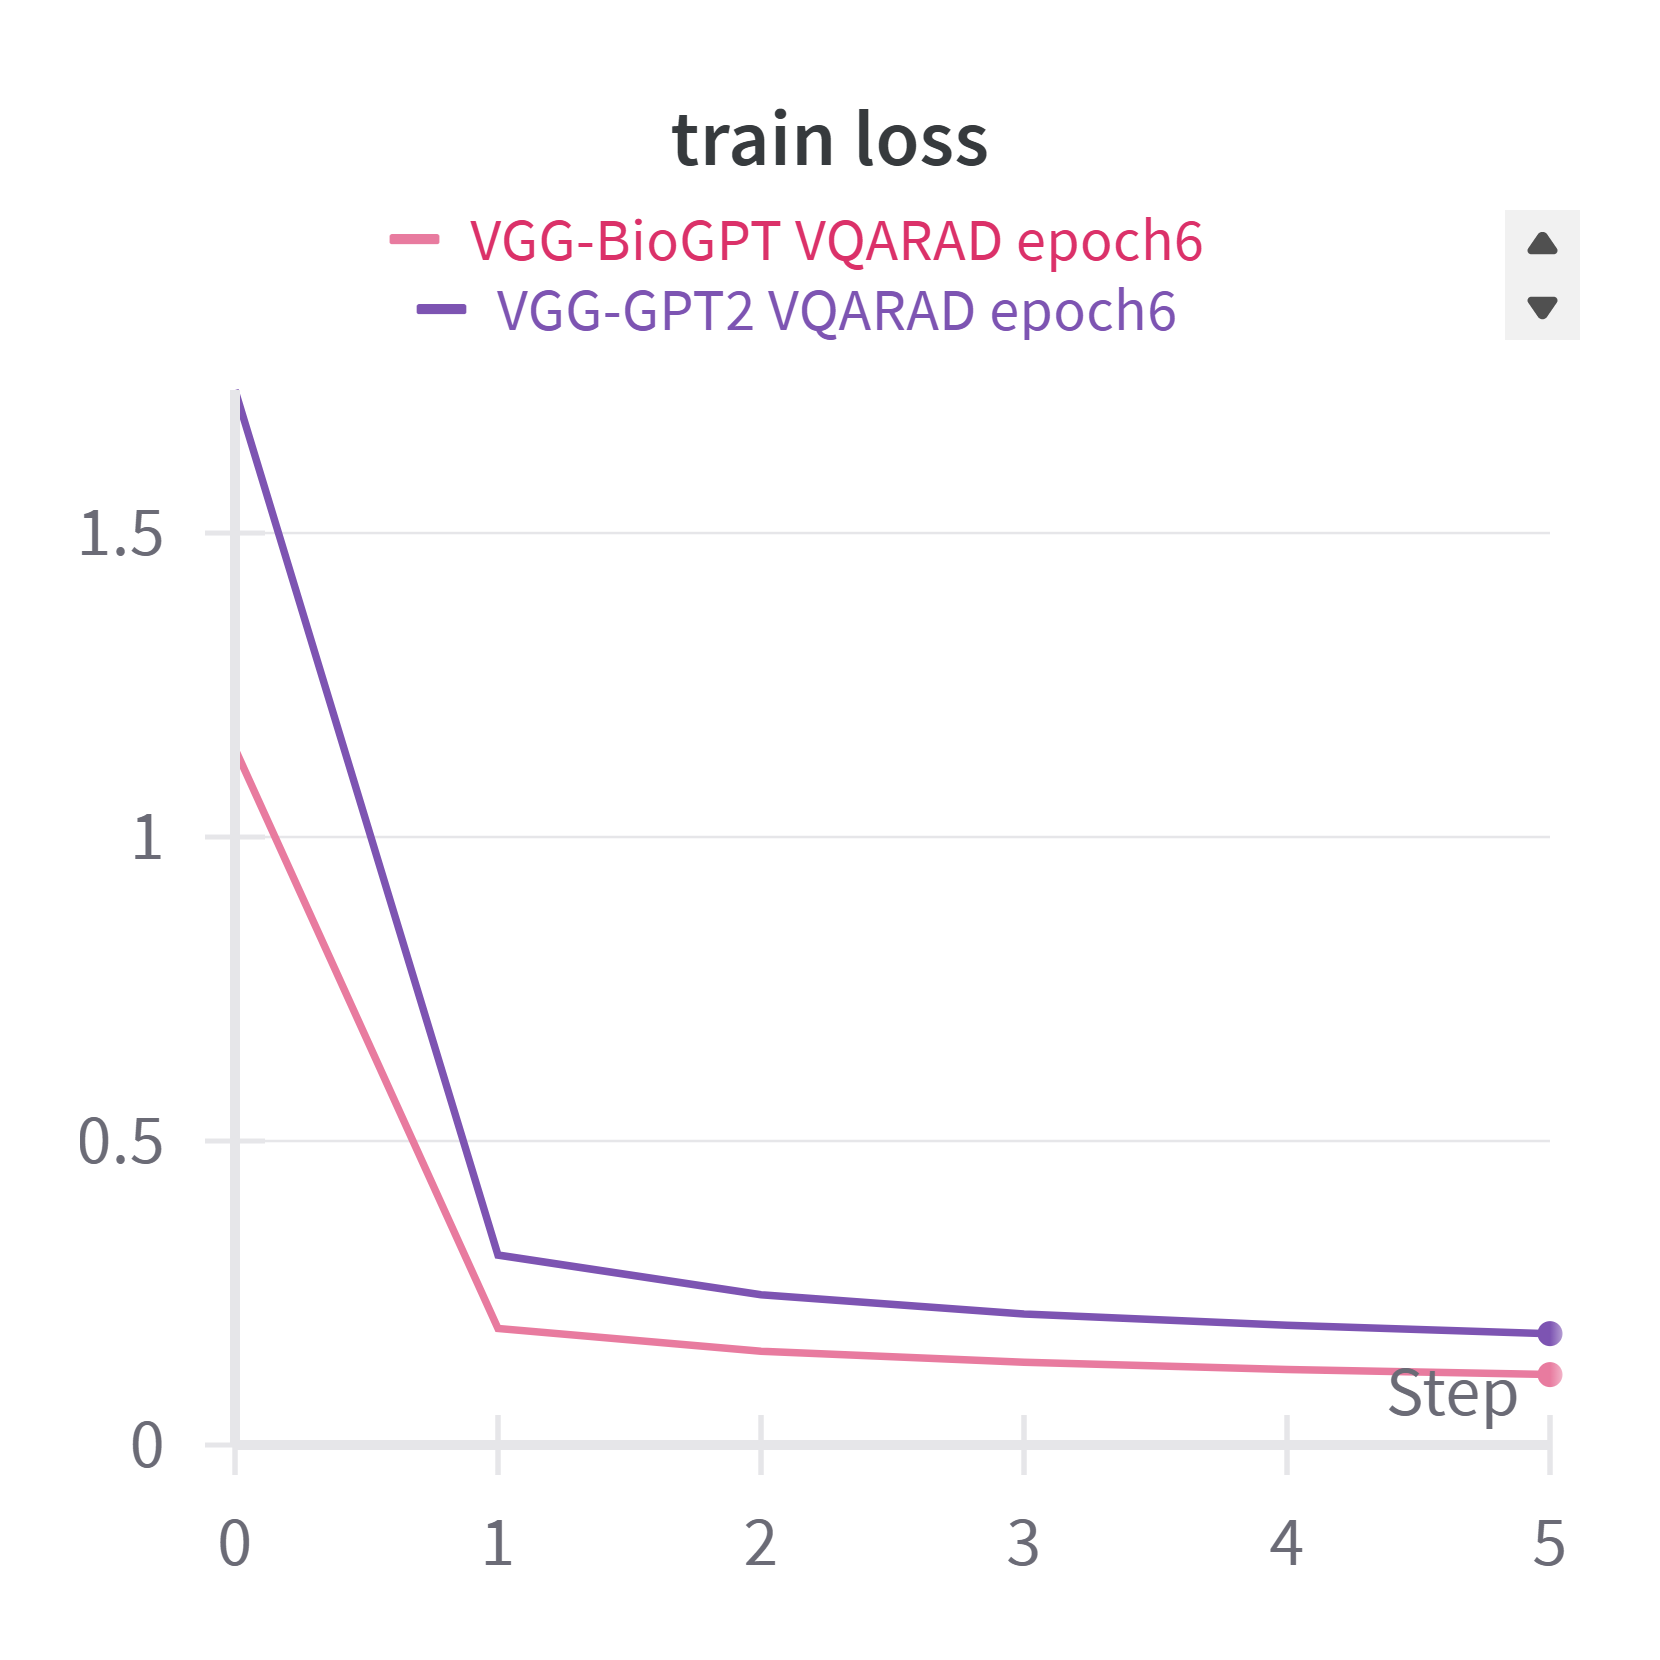 train loss
VGG-BioGPT VQARAD epoch6
VGG-GPT2 VQARAD epoch6
1.5
1
0.5
0
Step
0 1 2 3 4 5